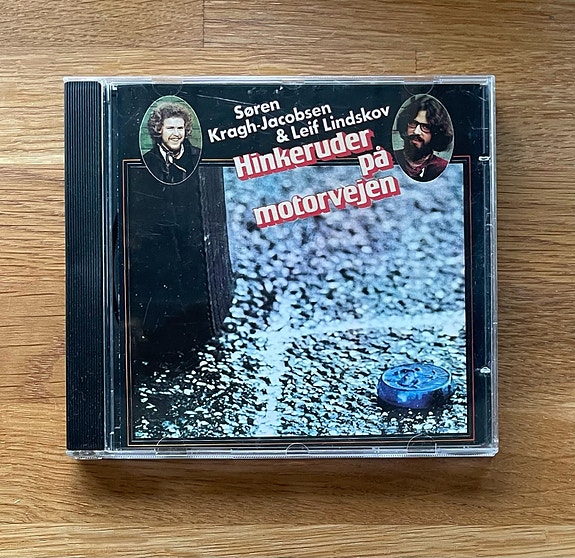 Søren
Kragh-Jacobsen
& Leif Lindskov
Hinkeruder
på
motorvejen